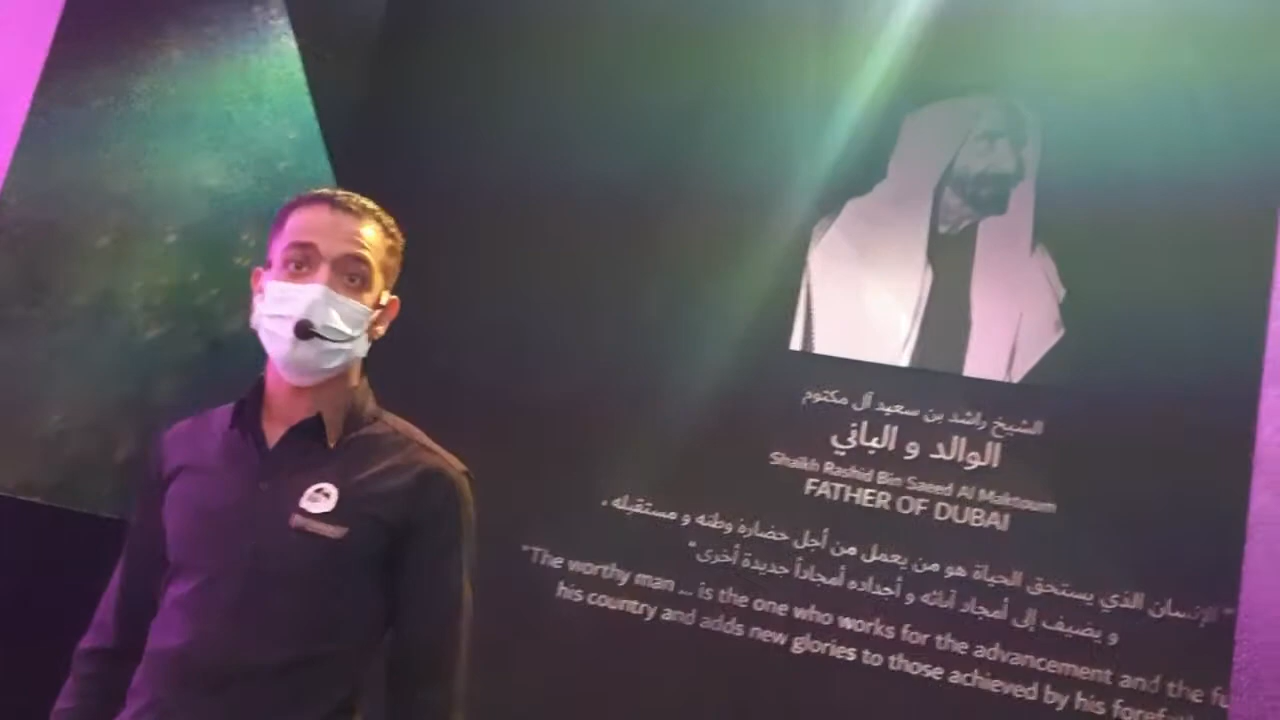 الشيخ راشد بن سعيد آل مكتوم
الوالد و الباني
Shaikh Rashid Bin Saeed Al Maktoum
FATHER OF DUBAI
"الإنسان الذي يستحق الحياة هو من يعمل من أجل حضارة وطنه و مستقبله ،
و يضيف إلى أمجاد آبائه و أجداده أمجاداً جديدة أخرى"
"The worthy man ... is the one who works for the advancement and the fu
his country and adds new glories to those achieved by his foref